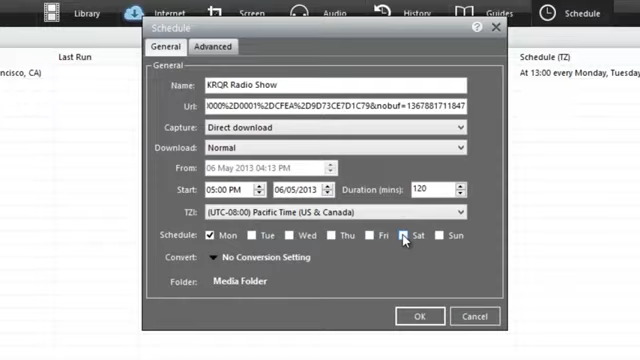 Library Internet Screen Audio History Guides Schedule
Schedule
Last Run
Schedule (TZ)
General Advanced
ncisco, CA)
At 13:00 every Monday, Tuesday
General
Name: KRQR Radio Show
Url: 000%2D0001%2DCFEA%2D9D73CE7D1C79&nobuf=1367881711847
Capture: Direct download
Download: Normal
From: 06 May 2013 04:13 PM
Start: 05:00 PM 06/05/2013 Duration (mins): 120
TZI: (UTC-08:00) Pacific Time (US & Canada)
Schedule: Mon Tue Wed Thu Fri Sat Sun
Convert: No Conversion Setting
Folder: Media Folder
OK Cancel